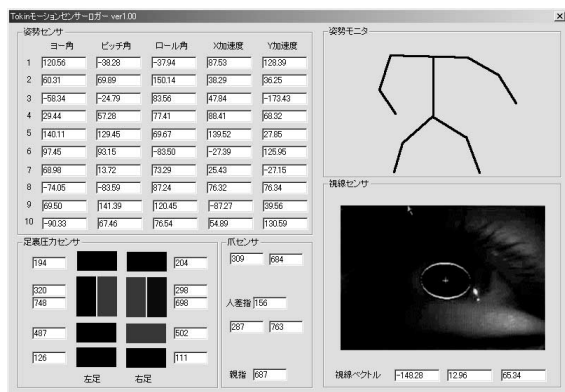 Tokinモーションセンサーロガー ver1.00
姿勢センサ
ヨー角 ピッチ角 ロール角 X加速度 Y加速度
1 120.56 -38.28 -37.94 87.53 128.39
2 60.31 69.89 150.14 38.29 36.25
3 -58.34 -24.79 83.56 47.84 -173.43
4 29.44 57.28 77.41 88.41 68.32
5 140.11 129.45 69.67 139.52 27.85
6 97.45 93.15 -83.50 -27.39 125.95
7 68.98 13.72 73.29 25.43 -27.15
8 -74.05 -83.59 87.24 76.32 76.34
9 69.50 141.39 120.45 -87.27 39.56
10 -90.33 67.46 76.54 54.89 130.59
足裏圧力センサ
194 204
320 298
748 698
487 502
126 111
左足 右足
爪センサ
309 684
人差指 156
287 763
親指 687
姿勢モニタ
視線センサ
視線ベクトル -148.28 12.96 65.34